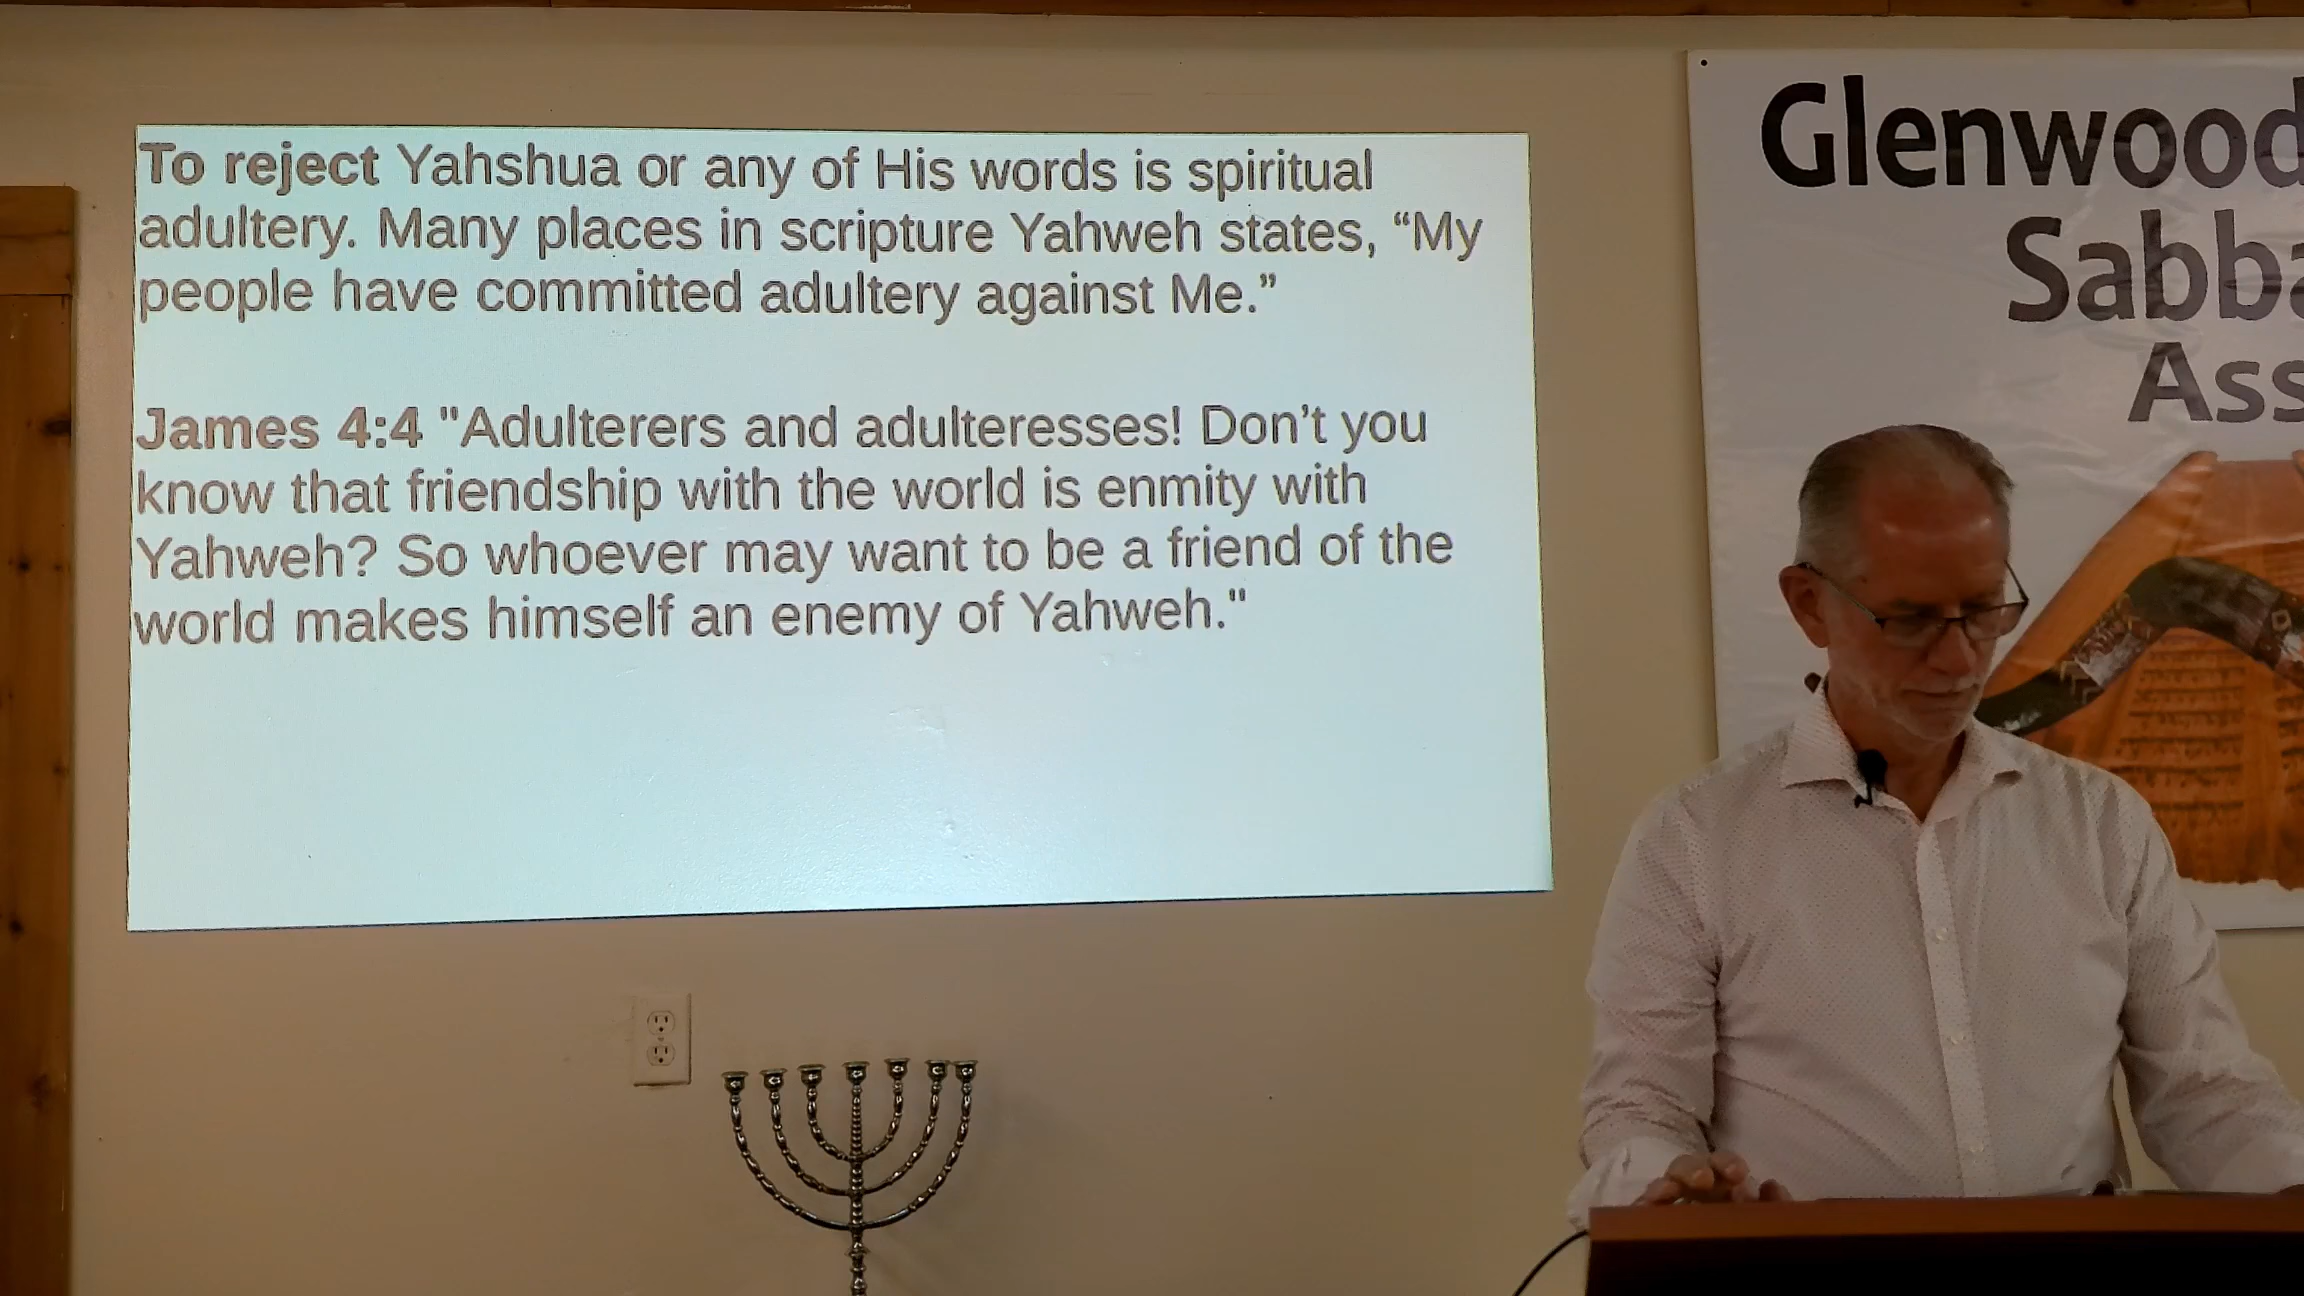 To reject Yahshua or any of His words is spiritual
adultery. Many places in scripture Yahweh states, “My
people have committed adultery against Me.”
James 4:4 "Adulterers and adulteresses! Don’t you
know that friendship with the world is enmity with
Yahweh? So whoever may want to be a friend of the
world makes himself an enemy of Yahweh."
Glenwood
Sabba
Ass